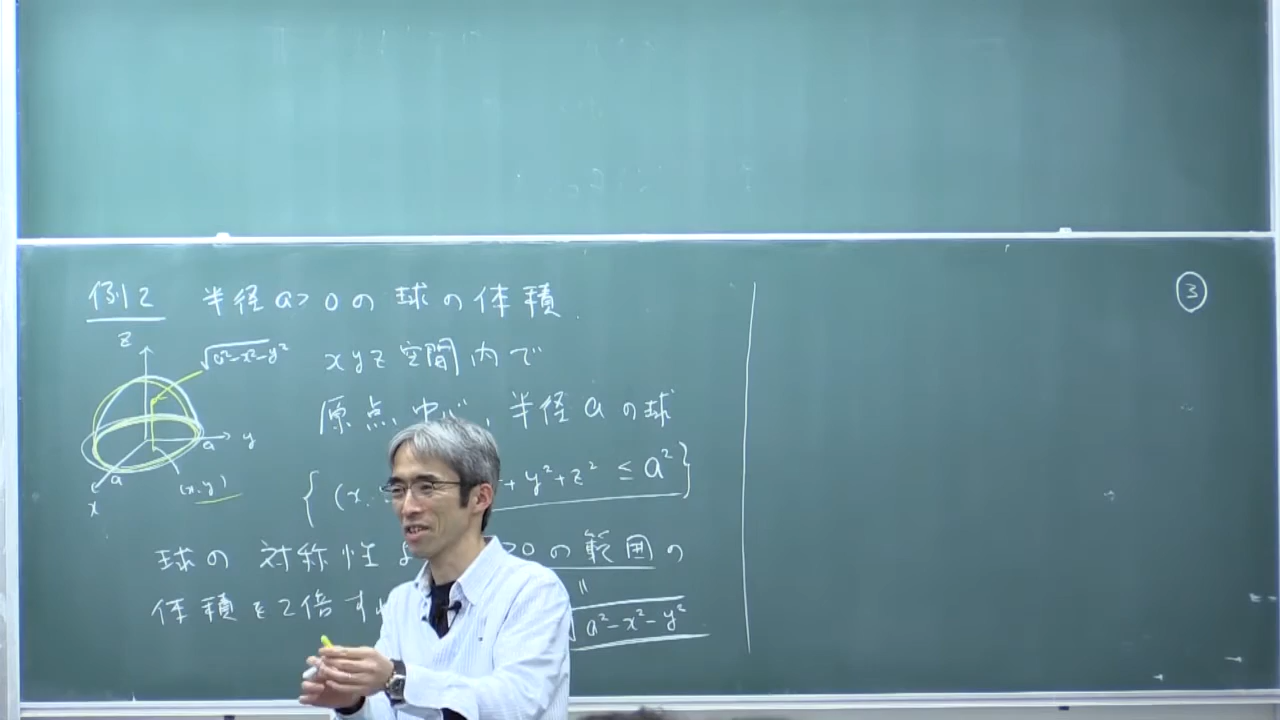 例2 半径a>0の球の体積.
③
z
√a²-x²-y²
xyz空間内で
原点中心,半径aの球
y
a
a
(x,y)
x
{(x, +y²+z² ≤ a²}
球の対称性よ >0の範囲の
体積を2倍す
=
√a²-x²-y²